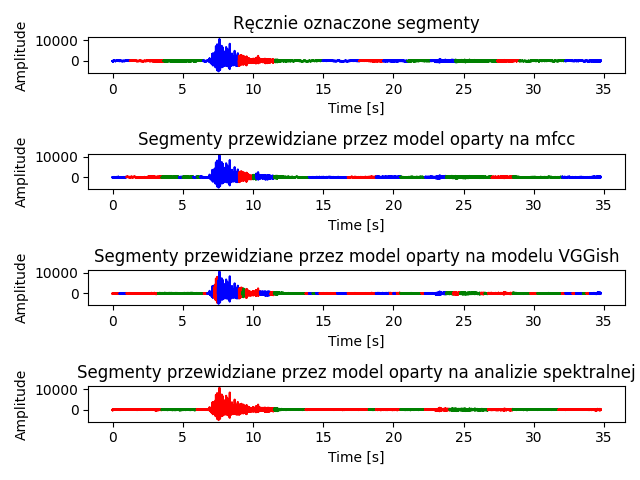 Ręcznie oznaczone segmenty
Amplitude
10000
0
0 5 10 15 20 25 30 35
Time [s]
Segmenty przewidziane przez model oparty na mfcc
Amplitude
10000
0
0 5 10 15 20 25 30 35
Time [s]
Segmenty przewidziane przez model oparty na modelu VGGish
Amplitude
10000
0
0 5 10 15 20 25 30 35
Time [s]
Segmenty przewidziane przez model oparty na analizie spektralnej
Amplitude
10000
0
0 5 10 15 20 25 30 35
Time [s]